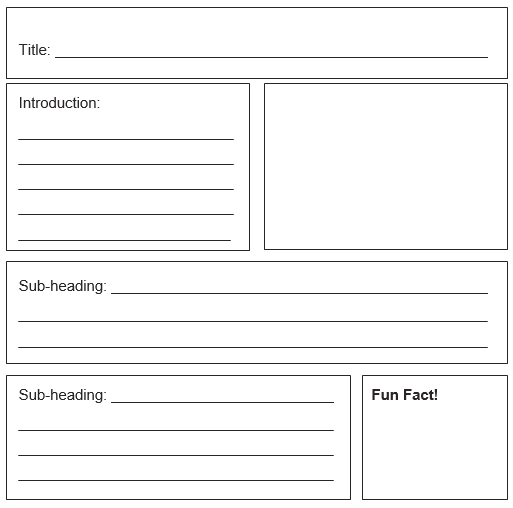 Title:
Introduction:
Sub-heading:
Sub-heading:
Fun Fact!